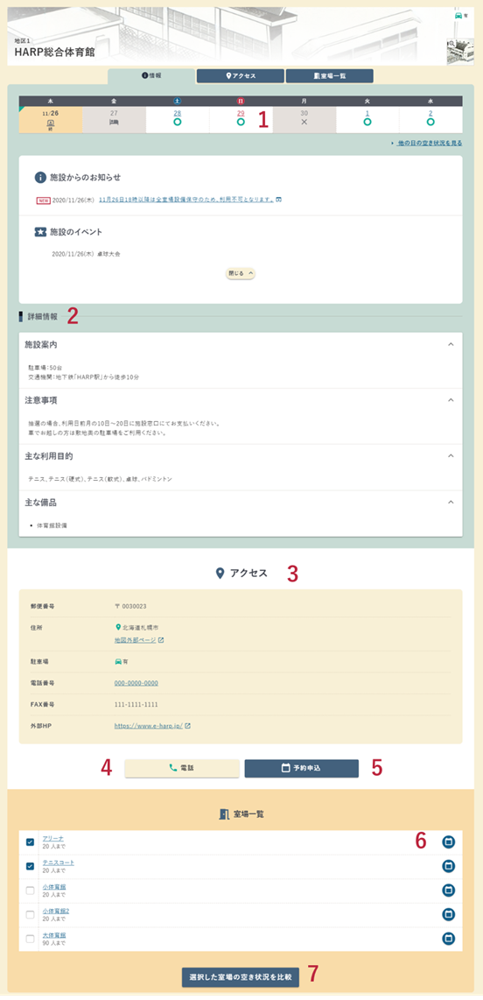 地区1
有
HARP総合体育館
情報 アクセス 室場一覧
木 金 土 日 月 火 水
11/26 27 28 29 30 1 2
終
1
他の日の空き状況を見る
施設からのお知らせ
NEW 2020/11/26(木) 11月26日18時以降は全室場設備保守のため、利用不可となります。
施設のイベント
2020/11/26(木) 卓球大会
閉じる
詳細情報 2
施設案内
駐車場:50台
交通機関:地下鉄「HARP駅」から徒歩10分
注意事項
抽選の場合、利用日前月の10日～20日に施設窓口にてお支払いください。
車でお越しの方は敷地奥の駐車場をご利用ください。
主な利用目的
テニス、テニス(硬式)、テニス(軟式)、卓球、バドミントン
主な備品
• 体育館設備
アクセス 3
郵便番号 〒 0030023
住所 北海道札幌市
地図外部ページ
駐車場 有
電話番号 000-0000-0000
FAX番号 111-1111-1111
外部HP https://www.e-harp.jp/
4 電話 予約申込 5
室場一覧
アリーナ 6
20 人まで
テニスコート
20 人まで
小体育館
20 人まで
小体育館2
20 人まで
大体育館
90 人まで
選択した室場の空き状況を比較 7